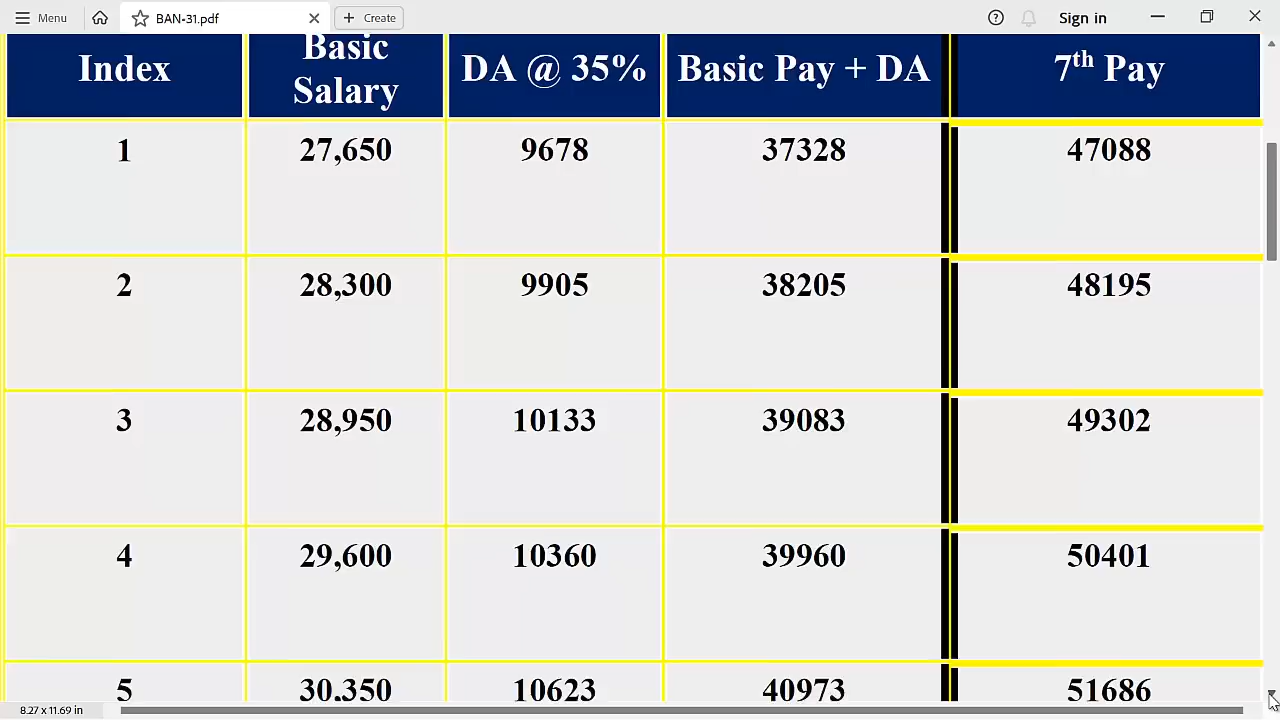 Menu BAN-31.pdf Create Sign in
Index Basic Salary DA @ 35% Basic Pay + DA 7th Pay
1 27,650 9678 37328 47088
2 28,300 9905 38205 48195
3 28,950 10133 39083 49302
4 29,600 10360 39960 50401
5 30,350 10623 40973 51686
8.27 x 11.69 in